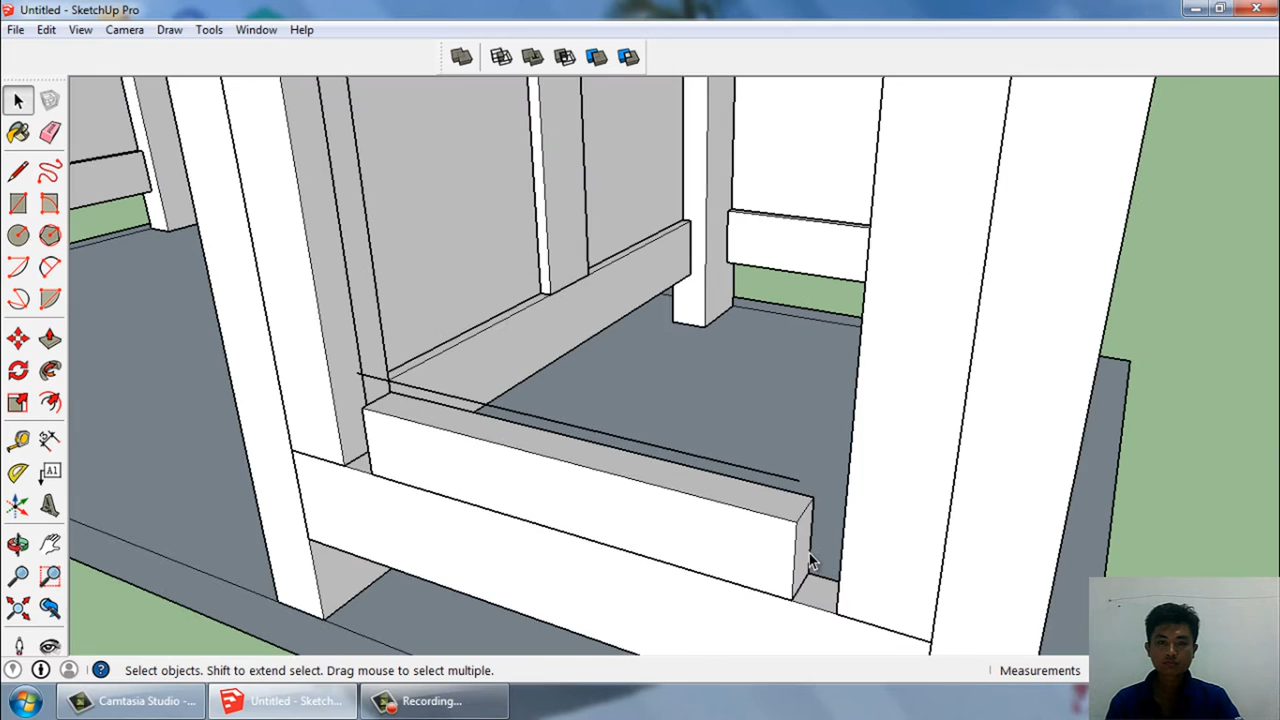 Untitled - SketchUp Pro
File Edit View Camera Draw Tools Window Help
A1
Select objects. Shift to extend select. Drag mouse to select multiple.
Measurements
Camtasia Studio -...
Untitled - Sketch...
Recording...